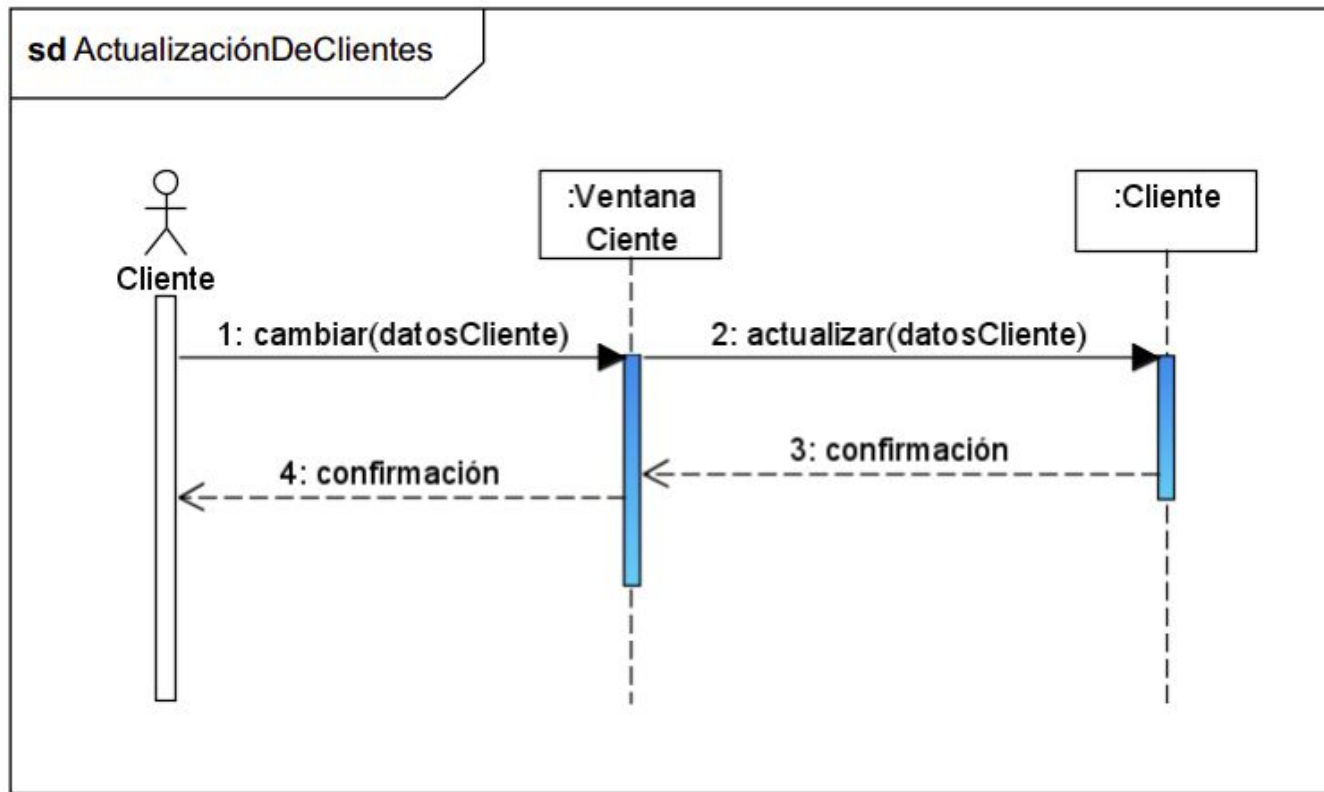 sd ActualizaciónDeClientes
:Ventana
Ciente
:Cliente
Cliente
1: cambiar(datosCliente)
2: actualizar(datosCliente)
3: confirmación
4: confirmación